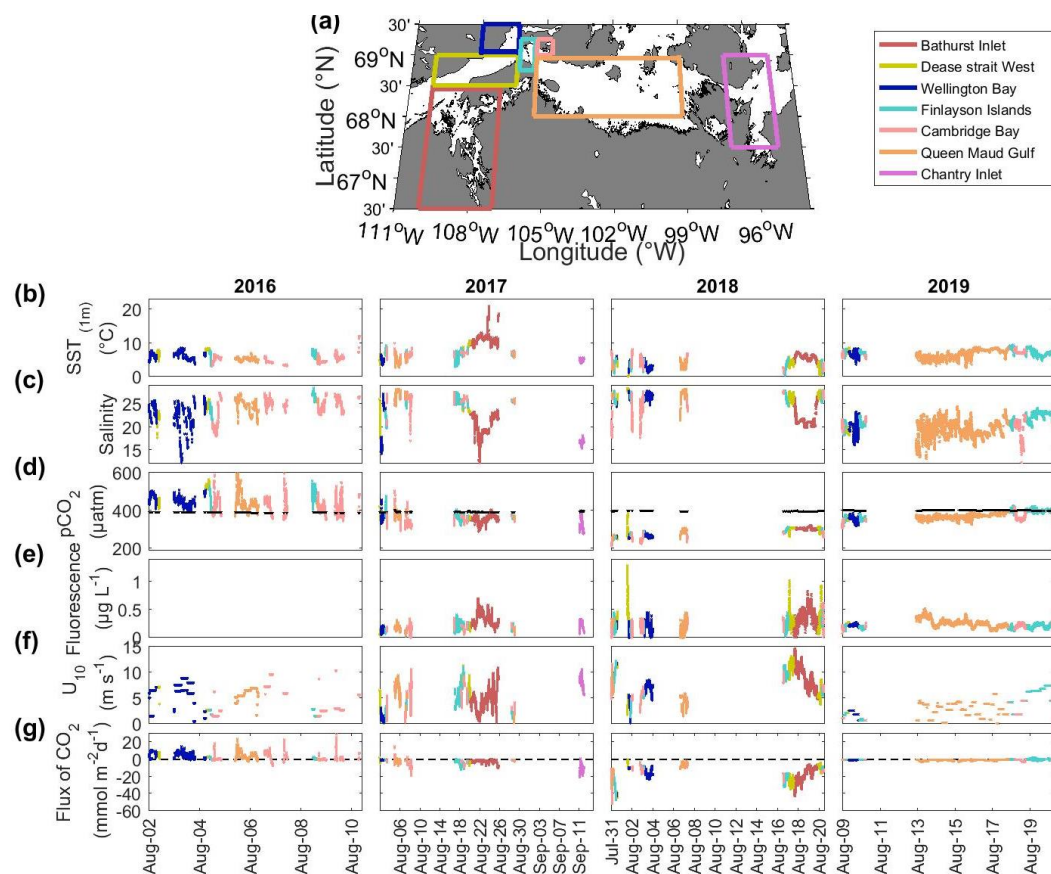 (a)
30'
69°N
30'
68°N
30'
67°N
30'
Latitude (°N)
111°W 108°W 105°W 102°W 99°W 96°W
Longitude (°W)
Bathurst Inlet
Dease strait West
Wellington Bay
Finlayson Islands
Cambridge Bay
Queen Maud Gulf
Chantry Inlet
2016 2017 2018 2019
(b)
SST (1m)
(°C)
20
10
0
(c)
Salinity
25
20
15
(d)
pCO2
(µatm)
600
400
200
(e)
Fluorescence
(µg L-1)
1
0.5
0
(f)
U10
(m s-1)
15
10
5
0
(g)
Flux of CO2
(mmol m-2d-1)
20
0
-20
-40
-60
Aug-02 Aug-04 Aug-06 Aug-08 Aug-10
Aug-06 Aug-10 Aug-14 Aug-18 Aug-22 Aug-26 Aug-30 Sep-03 Sep-07 Sep-11
Jul-31 Aug-02 Aug-04 Aug-06 Aug-08 Aug-10 Aug-12 Aug-14 Aug-16 Aug-18 Aug-20
Aug-09 Aug-11 Aug-13 Aug-15 Aug-17 Aug-19